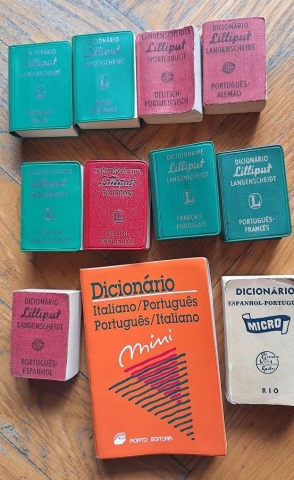 DICIONÁRIO
Lilliput
LANGENSCHEIDT
DICIONÁRIO
Lilliput
LANGENSCHEIDT
LANGENSCHEIDTS
Lilliput
WÖRTERBUCH
DEUTSCH-
PORTUGIESISCH
DICIONÁRIO
Lilliput
LANGENSCHEIDT
PORTUGUÊS-
ALEMÃO
LANGENSCHEIDTS
Lilliput
L
LANGENSCHEIDT'S
Lilliput
DICTIONARY
L
ENGLISH-
PORTUGUESE
DICTIONNAIRE
Lilliput
LANGENSCHEIDT
L
FRANÇAIS-
PORTUGAIS
DICIONÁRIO
Lilliput
LANGENSCHEIDT
L
PORTUGUÊS-
FRANCÊS
DICIONÁRIO
Lilliput
LANGENSCHEIDT
PORTUGUÊS-
ESPANHOL
Dicionário
Italiano/Português
Português/Italiano
mini
PORTO EDITORA
DICIONÁRIO
ESPANHOL-PORTUGU
MICRO
RIO